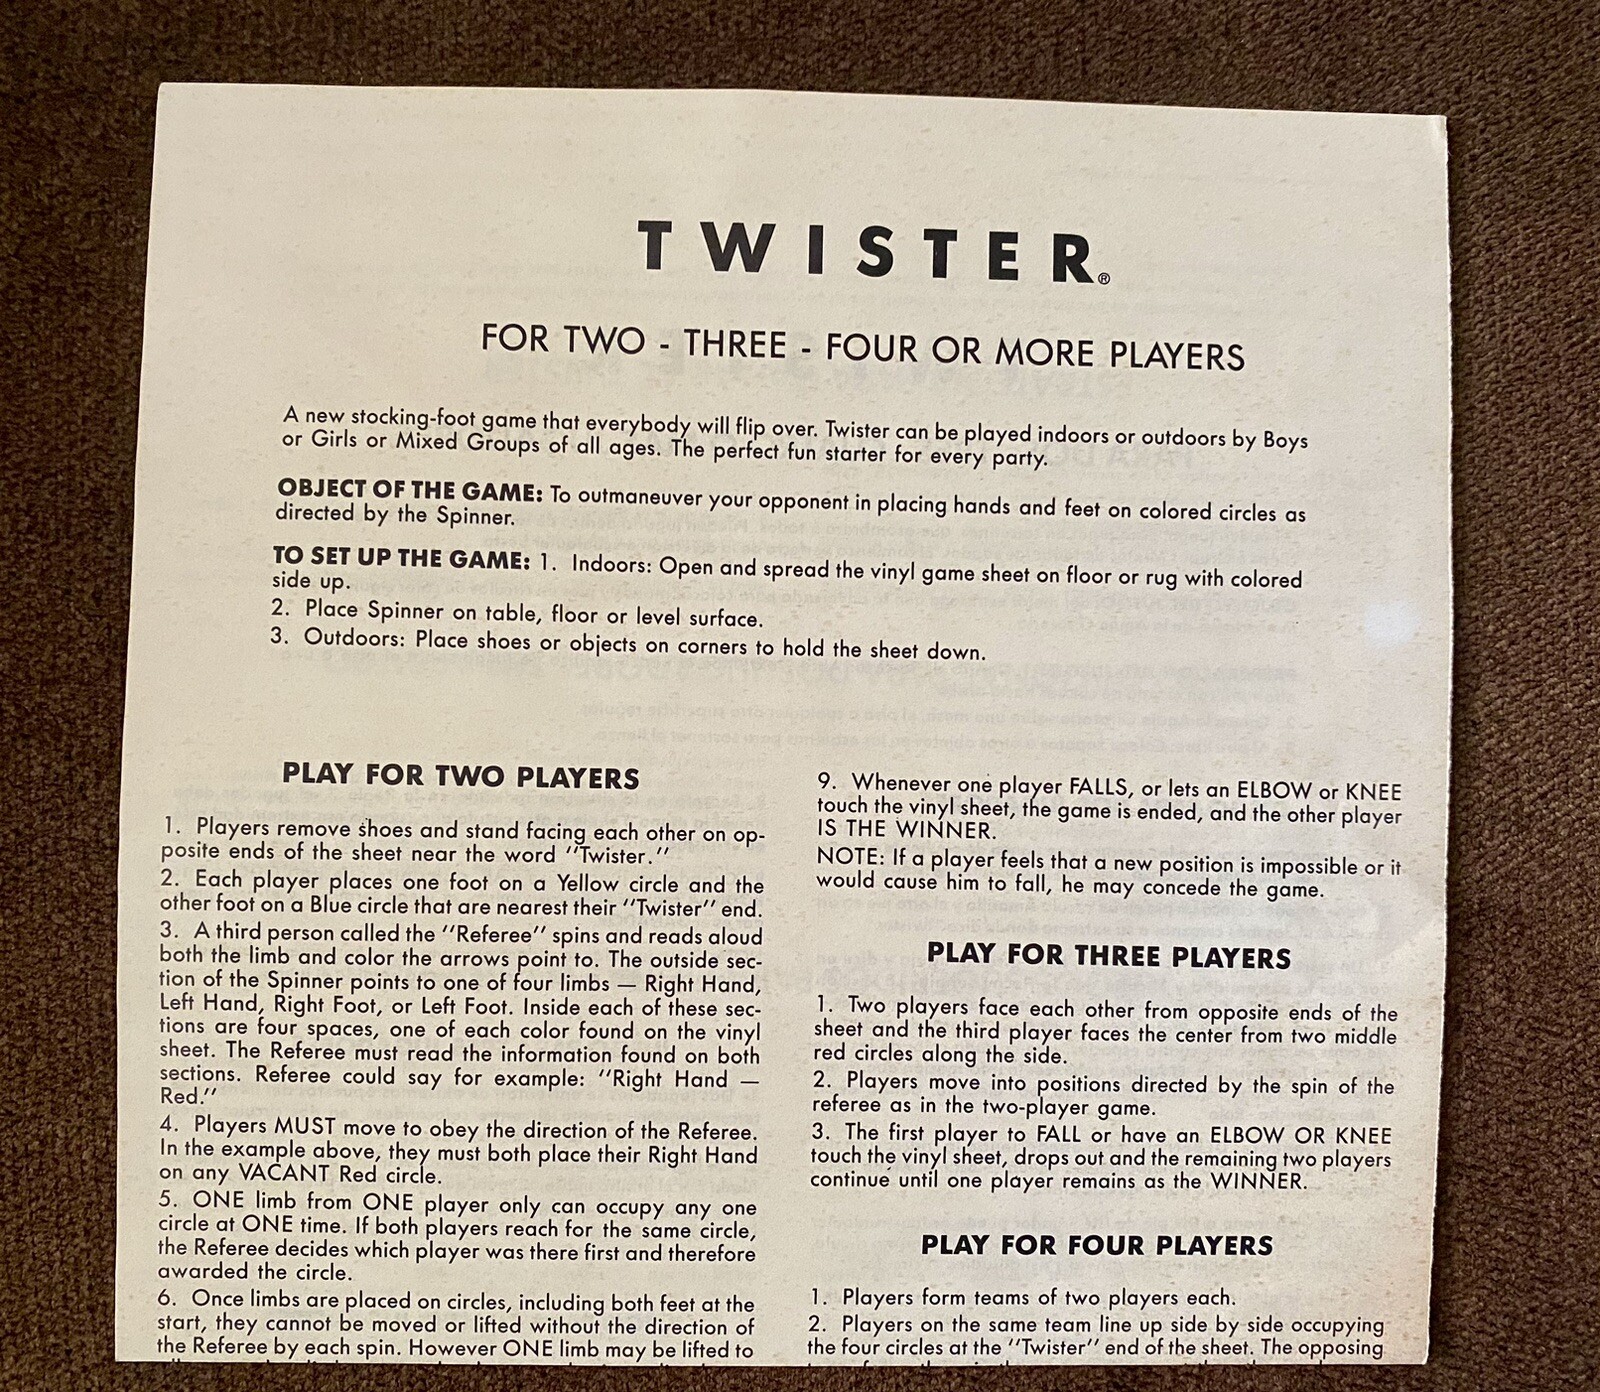 TWISTER®
FOR TWO - THREE - FOUR OR MORE PLAYERS
A new stocking-foot game that everybody will flip over. Twister can be played indoors or outdoors by Boys
or Girls or Mixed Groups of all ages. The perfect fun starter for every party.
OBJECT OF THE GAME: To outmaneuver your opponent in placing hands and feet on colored circles as
directed by the Spinner.
TO SET UP THE GAME: 1. Indoors: Open and spread the vinyl game sheet on floor or rug with colored
side up.
2. Place Spinner on table, floor or level surface.
3. Outdoors: Place shoes or objects on corners to hold the sheet down.
PLAY FOR TWO PLAYERS
1. Players remove shoes and stand facing each other on op-
posite ends of the sheet near the word "Twister."
2. Each player places one foot on a Yellow circle and the
other foot on a Blue circle that are nearest their "Twister" end.
3. A third person called the "Referee" spins and reads aloud
both the limb and color the arrows point to. The outside sec-
tion of the Spinner points to one of four limbs — Right Hand,
Left Hand, Right Foot, or Left Foot. Inside each of these sec-
tions are four spaces, one of each color found on the vinyl
sheet. The Referee must read the information found on both
sections. Referee could say for example: "Right Hand —
Red."
4. Players MUST move to obey the direction of the Referee.
In the example above, they must both place their Right Hand
on any VACANT Red circle.
5. ONE limb from ONE player only can occupy any one
circle at ONE time. If both players reach for the same circle,
the Referee decides which player was there first and therefore
awarded the circle.
6. Once limbs are placed on circles, including both feet at the
start, they cannot be moved or lifted without the direction of
the Referee by each spin. However ONE limb may be lifted to
9. Whenever one player FALLS, or lets an ELBOW or KNEE
touch the vinyl sheet, the game is ended, and the other player
IS THE WINNER.
NOTE: If a player feels that a new position is impossible or it
would cause him to fall, he may concede the game.
PLAY FOR THREE PLAYERS
1. Two players face each other from opposite ends of the
sheet and the third player faces the center from two middle
red circles along the side.
2. Players move into positions directed by the spin of the
referee as in the two-player game.
3. The first player to FALL or have an ELBOW OR KNEE
touch the vinyl sheet, drops out and the remaining two players
continue until one player remains as the WINNER.
PLAY FOR FOUR PLAYERS
1. Players form teams of two players each.
2. Players on the same team line up side by side occupying
the four circles at the "Twister" end of the sheet. The opposing